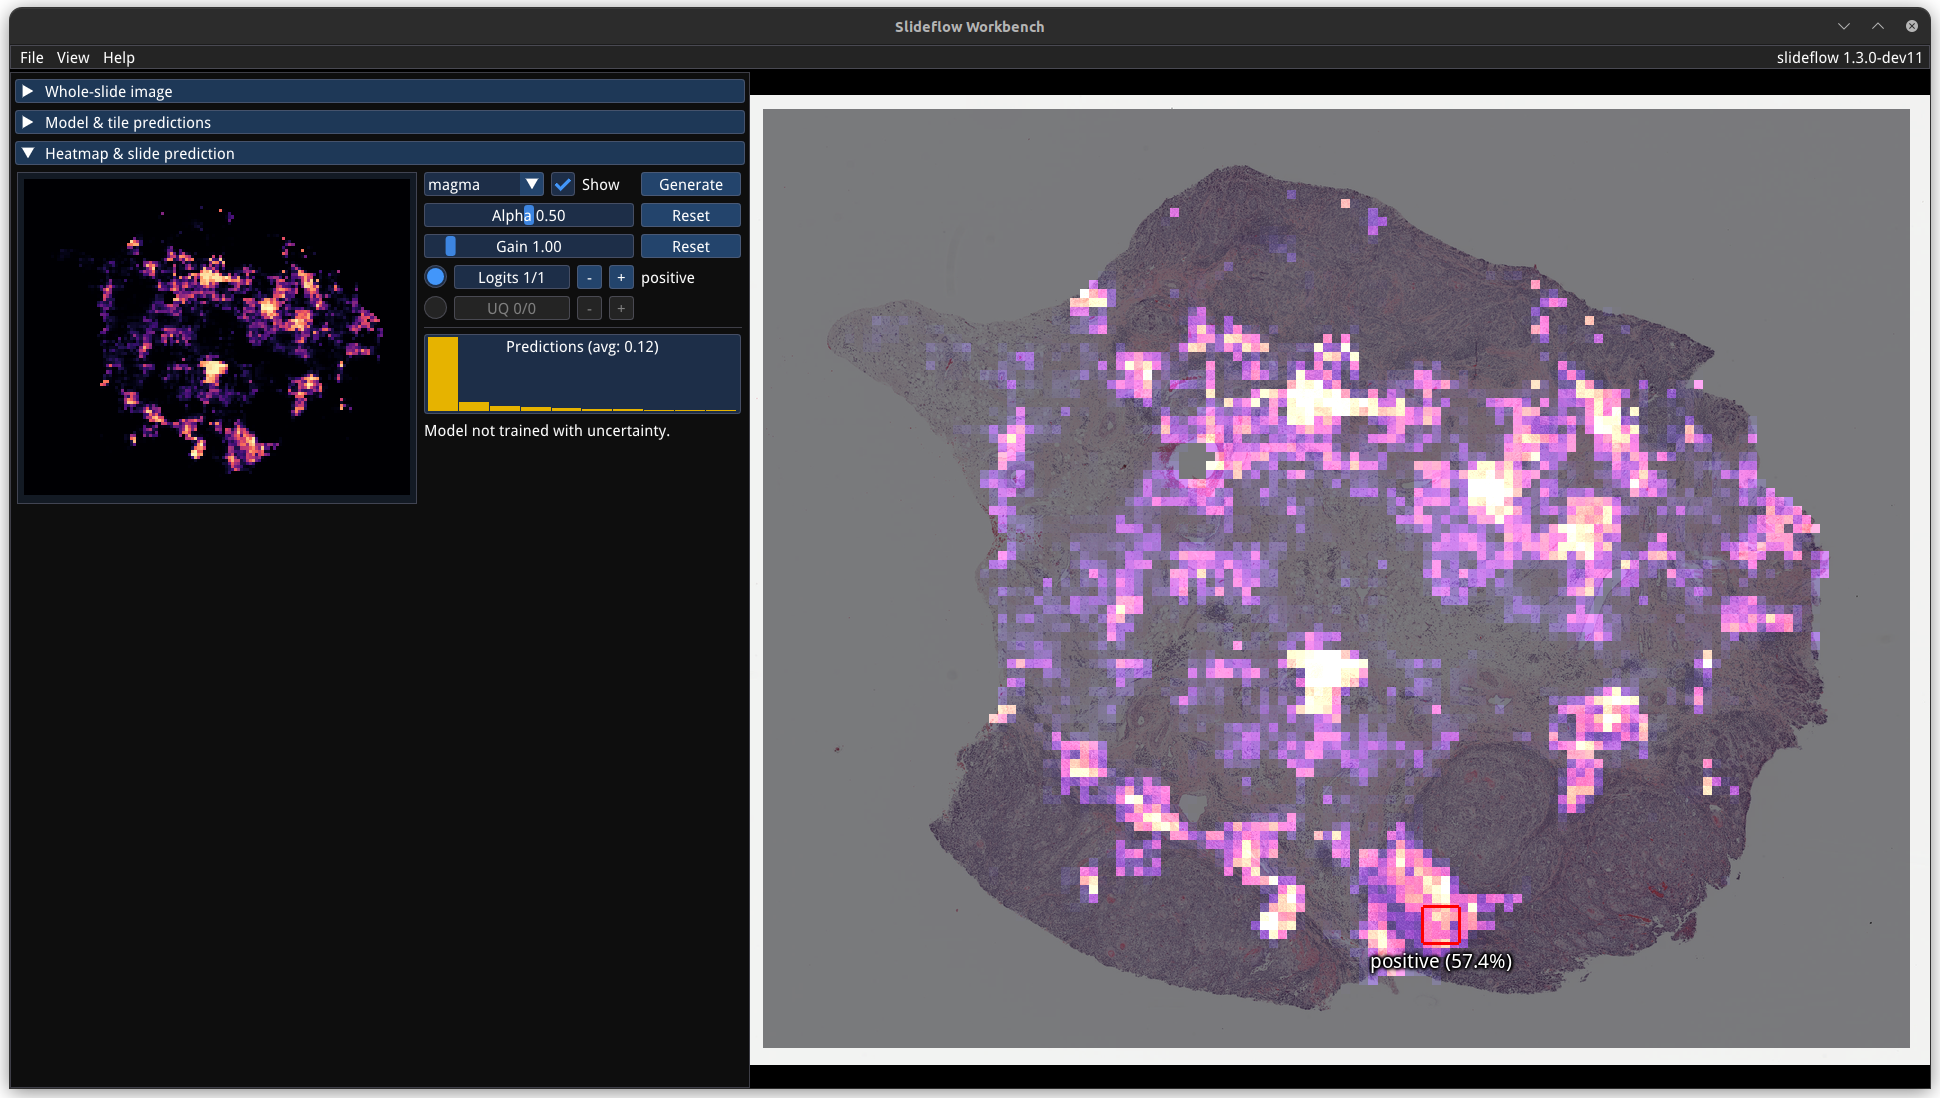 Slideflow Workbench
File View Help
slideflow 1.3.0-dev11
Whole-slide image
Model & tile predictions
Heatmap & slide prediction
magma Show Generate
Alpha 0.50 Reset
Gain 1.00 Reset
Logits 1/1 - + positive
UQ 0/0 - +
Predictions (avg: 0.12)
Model not trained with uncertainty.
positive (57.4%)